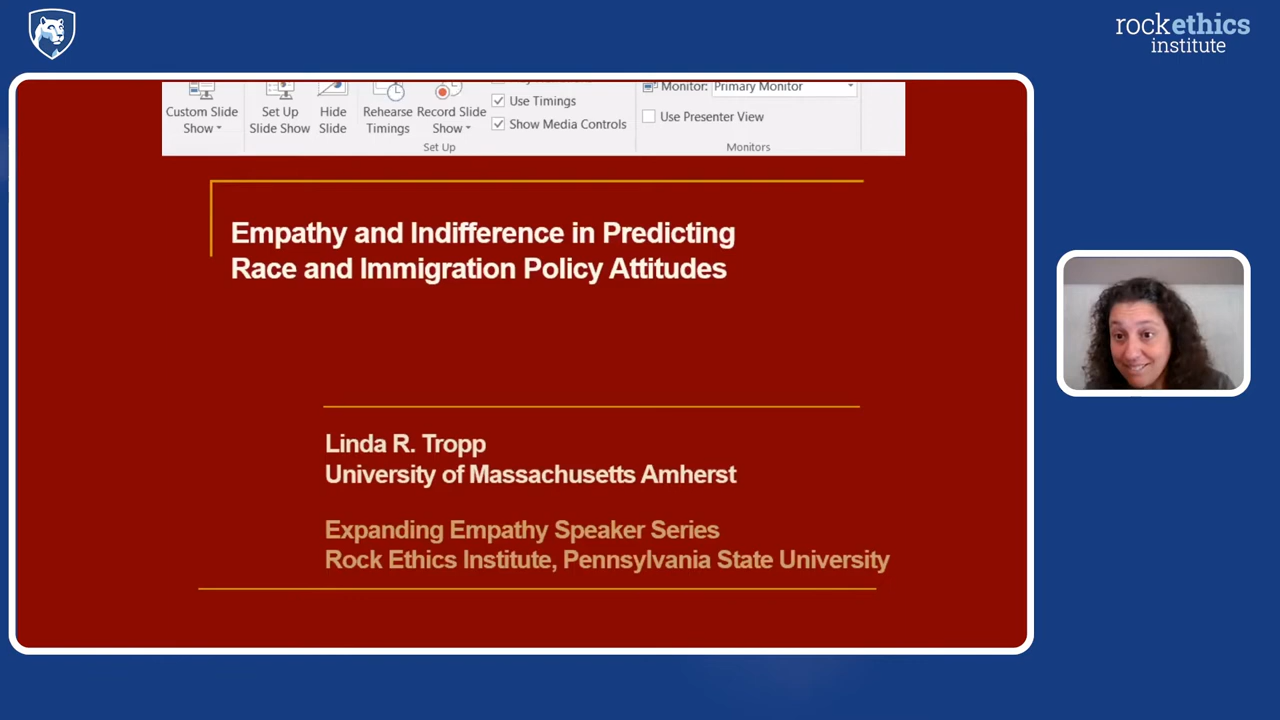 rockethics
institute
Monitor: Primary Monitor
Use Timings
Custom Slide Set Up Hide Rehearse Record Slide
Show Slide Show Slide Timings Show
Show Media Controls
Use Presenter View
Set Up
Monitors
Empathy and Indifference in Predicting
Race and Immigration Policy Attitudes
Linda R. Tropp
University of Massachusetts Amherst
Expanding Empathy Speaker Series
Rock Ethics Institute, Pennsylvania State University